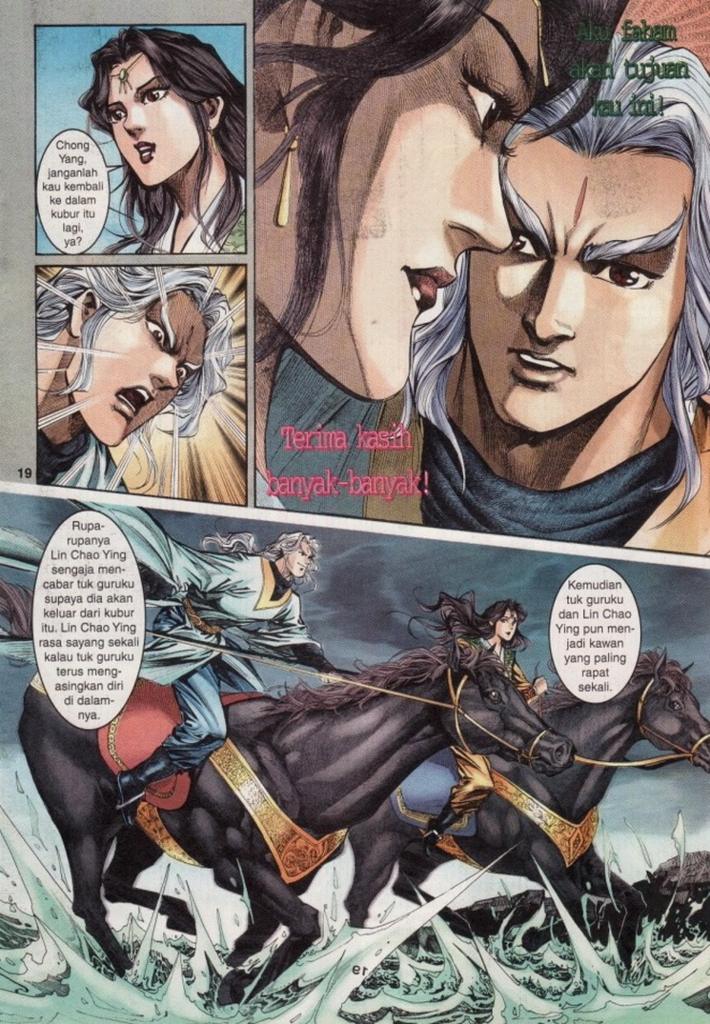 Chong
Yang,
janganlah
kau kembali
ke dalam
kubur itu
lagi,
ya?
Aku faham
akan tujuan
kau ini!
Terima kasih
banyak-banyak!
19
Rupa-
rupanya
Lin Chao Ying
sengaja men-
cabar tuk guruku
supaya dia akan
keluar dari kubur
itu. Lin Chao Ying
rasa sayang sekali
kalau tuk guruku
terus meng-
asingkan diri
di dalam-
nya.
Kemudian
tuk guruku
dan Lin Chao
Ying pun men-
jadi kawan
yang paling
rapat
sekali.
19